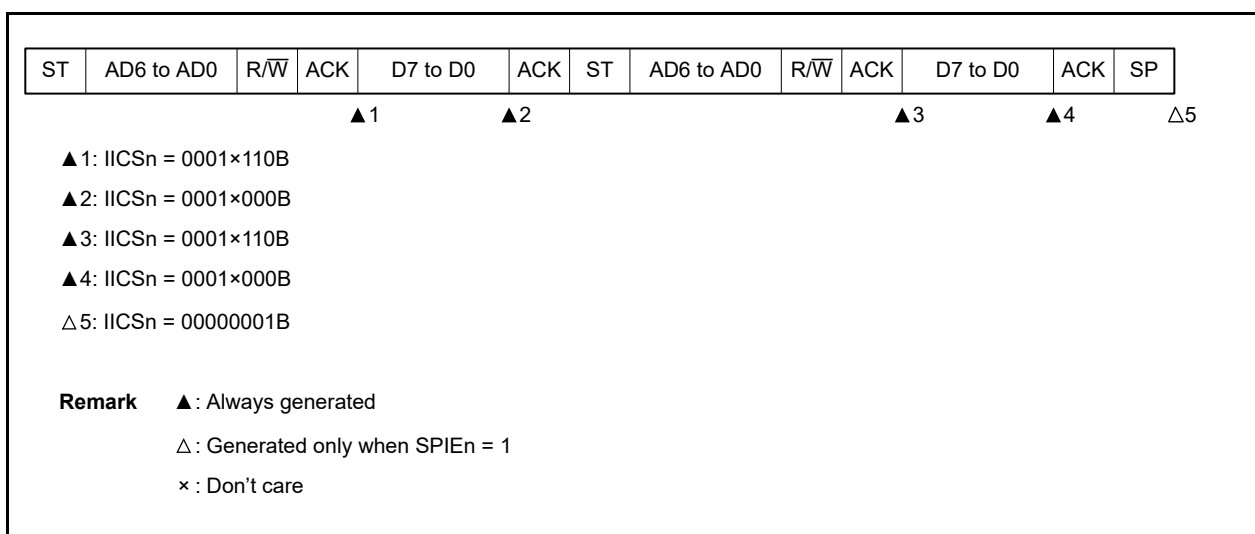 ST AD6 to AD0 R/W̅ ACK D7 to D0 ACK ST AD6 to AD0 R/W̅ ACK D7 to D0 ACK SP
▲1 ▲2 ▲3 ▲4 △5
▲1: IICSn = 0001×110B
▲2: IICSn = 0001×000B
▲3: IICSn = 0001×110B
▲4: IICSn = 0001×000B
△5: IICSn = 00000001B
Remark ▲: Always generated
△: Generated only when SPIEn = 1
× : Don't care